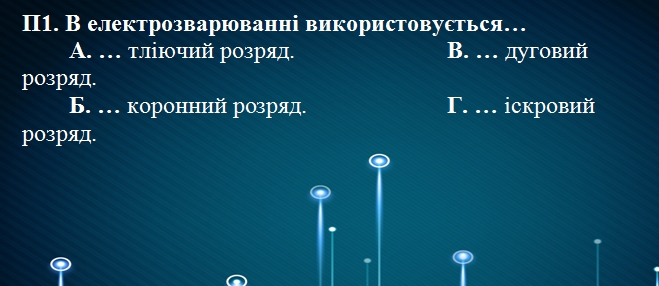 П1. В електрозварюванні використовується…
А. … тліючий розряд. В. … дуговий
розряд.
Б. … коронний розряд. Г. … іскровий
розряд.